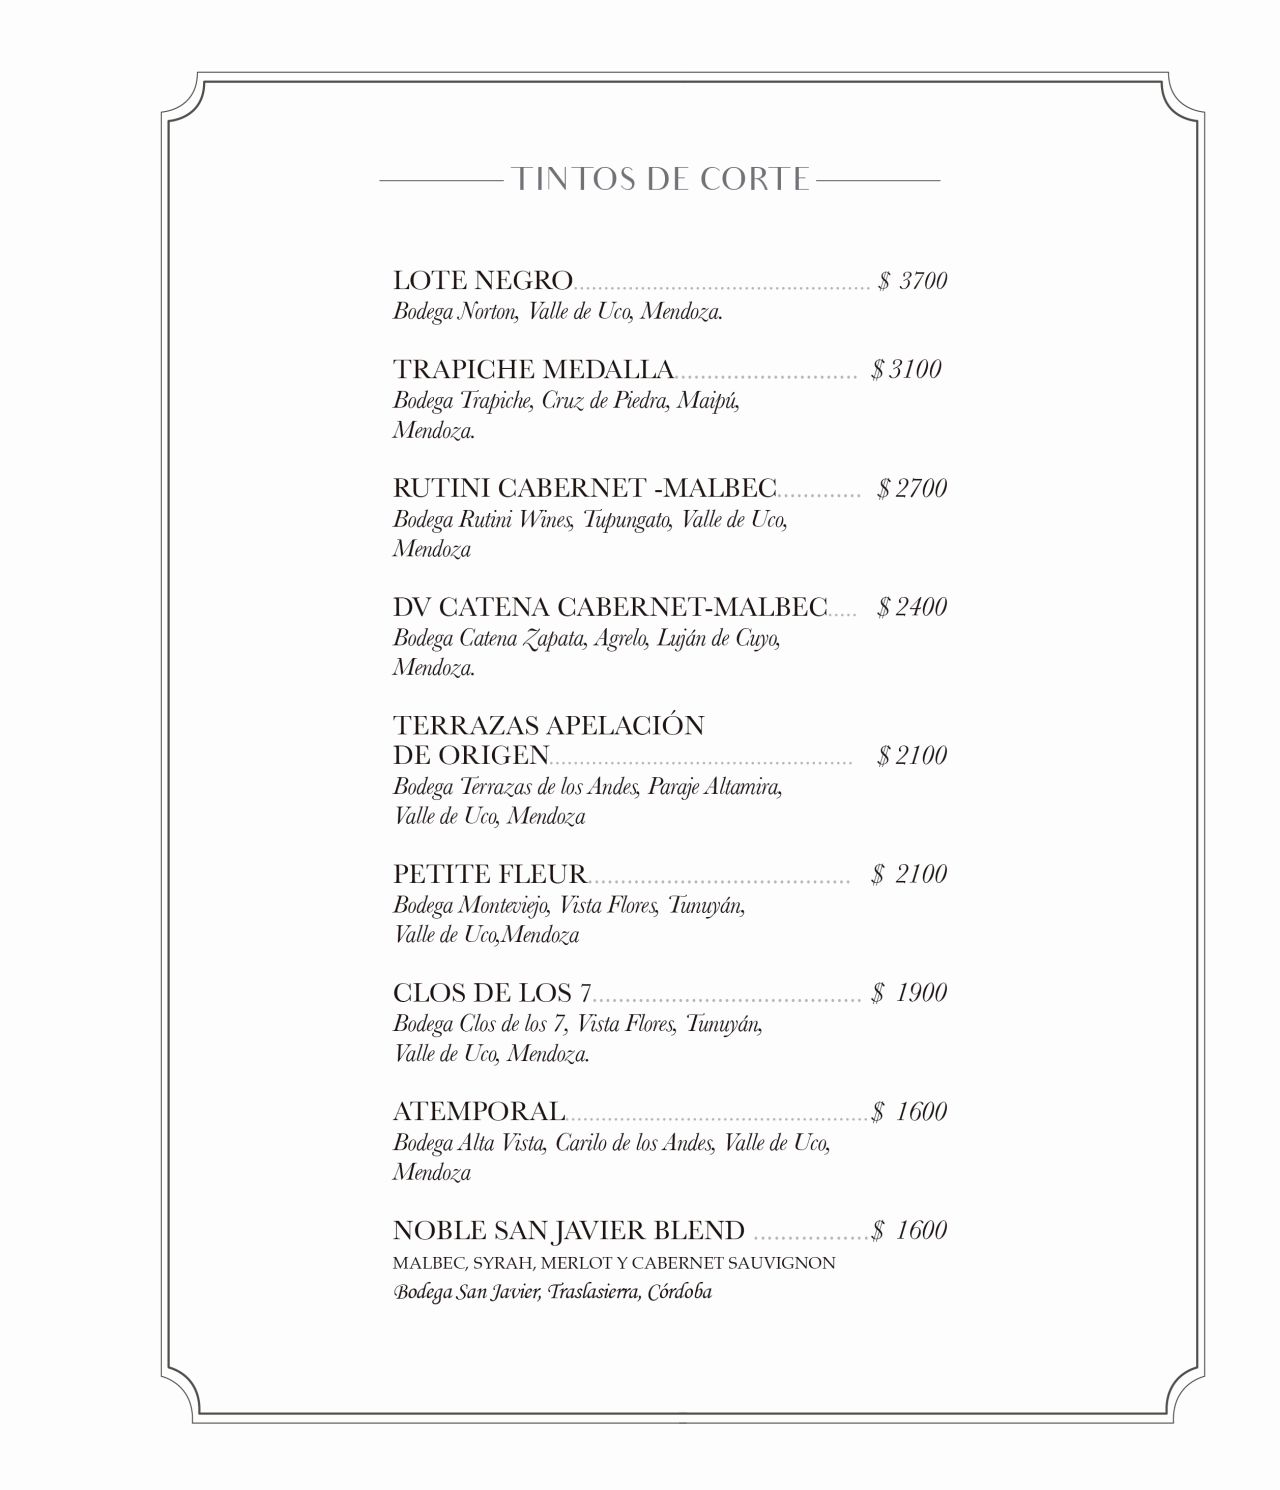 TINTOS DE CORTE
LOTE NEGRO................................................. $ 3700
Bodega Norton, Valle de Uco, Mendoza.
TRAPICHE MEDALLA............................ $ 3100
Bodega Trapiche, Cruz de Piedra, Maipú,
Mendoza.
RUTINI CABERNET -MALBEC............. $ 2700
Bodega Rutini Wines, Tupungato, Valle de Uco,
Mendoza
DV CATENA CABERNET-MALBEC..... $ 2400
Bodega Catena Zapata, Agrelo, Luján de Cuyo,
Mendoza.
TERRAZAS APELACIÓN
DE ORIGEN.............................................. $ 2100
Bodega Terrazas de los Andes, Paraje Altamira,
Valle de Uco, Mendoza
PETITE FLEUR........................................ $ 2100
Bodega Monteviejo, Vista Flores, Tunuyán,
Valle de Uco,Mendoza
CLOS DE LOS 7......................................... $ 1900
Bodega Clos de los 7, Vista Flores, Tunuyán,
Valle de Uco, Mendoza.
ATEMPORAL.............................................. $ 1600
Bodega Alta Vista, Carilo de los Andes, Valle de Uco,
Mendoza
NOBLE SAN JAVIER BLEND ................. $ 1600
MALBEC, SYRAH, MERLOT Y CABERNET SAUVIGNON
Bodega San Javier, Traslasierra, Córdoba